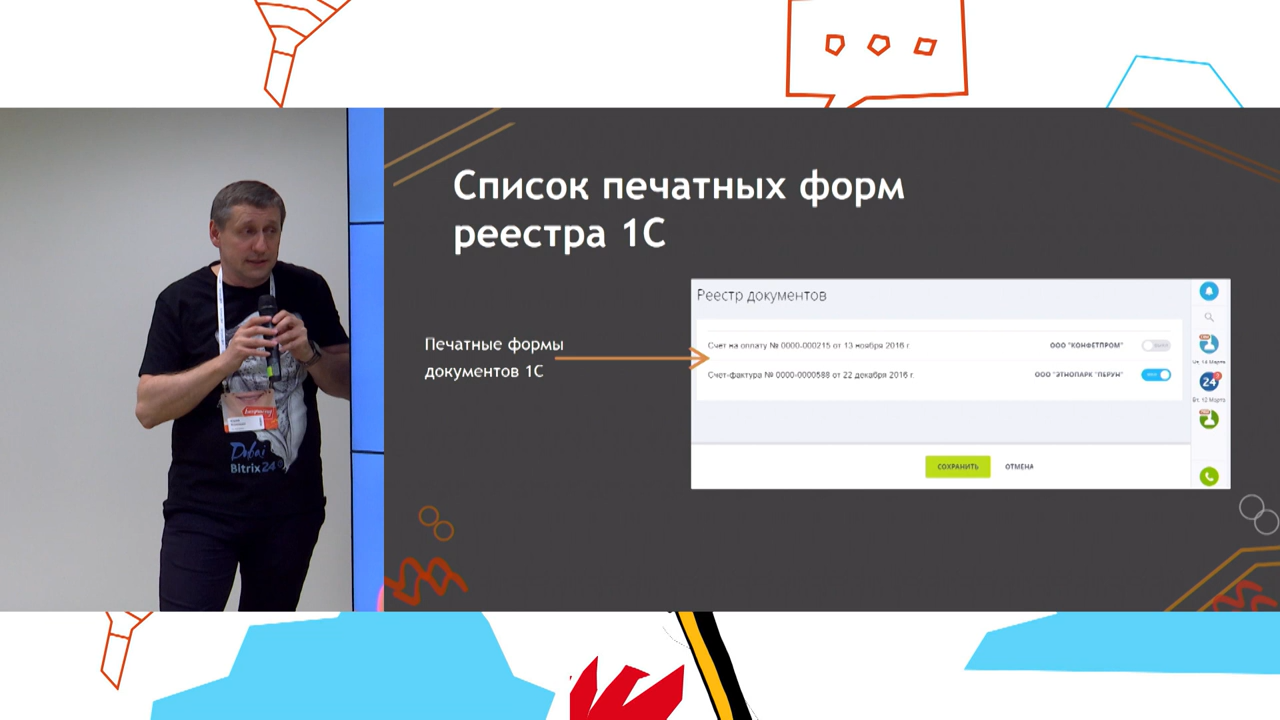 Список печатных форм
реестра 1С
Печатные формы
документов 1С
Реестр документов
Счет на оплату № 0000-000215 от 13 ноября 2016 г.
ООО "КОНФЕТПРОМ"
Счет-фактура № 0000-0000588 от 22 декабря 2016 г.
ООО "ЭТНОПАРК "ПЕРУН"
24
СОХРАНИТЬ
ОТМЕНА
Dubai
Bitrix24